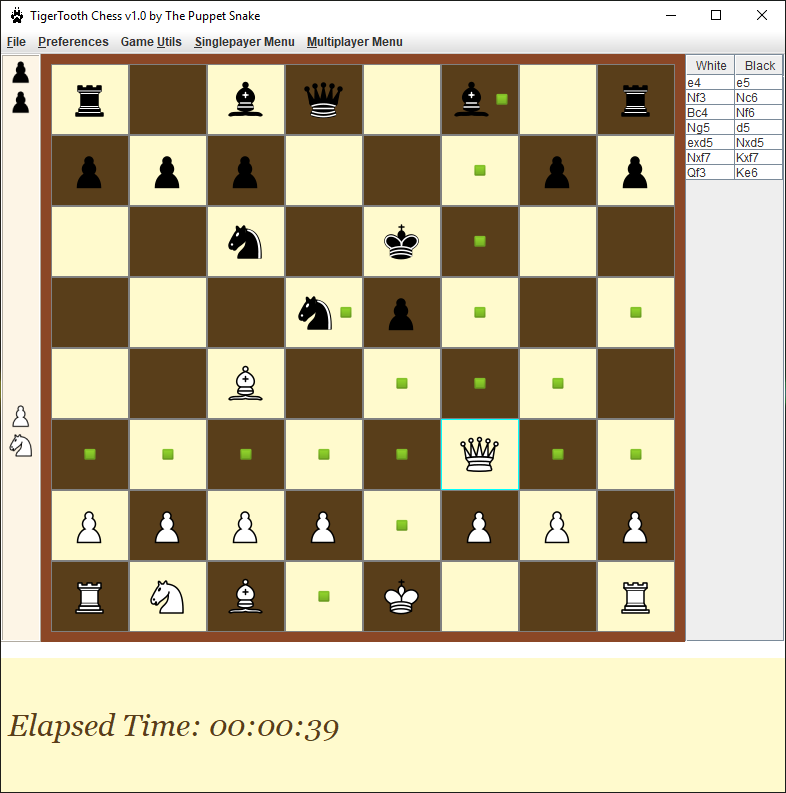 TigerTooth Chess v1.0 by The Puppet Snake
File Preferences Game Utils Singlepayer Menu Multiplayer Menu
White Black
e4 e5
Nf3 Nc6
Bc4 Nf6
Ng5 d5
exd5 Nxd5
Nxf7 Kxf7
Qf3 Ke6
Elapsed Time: 00:00:39